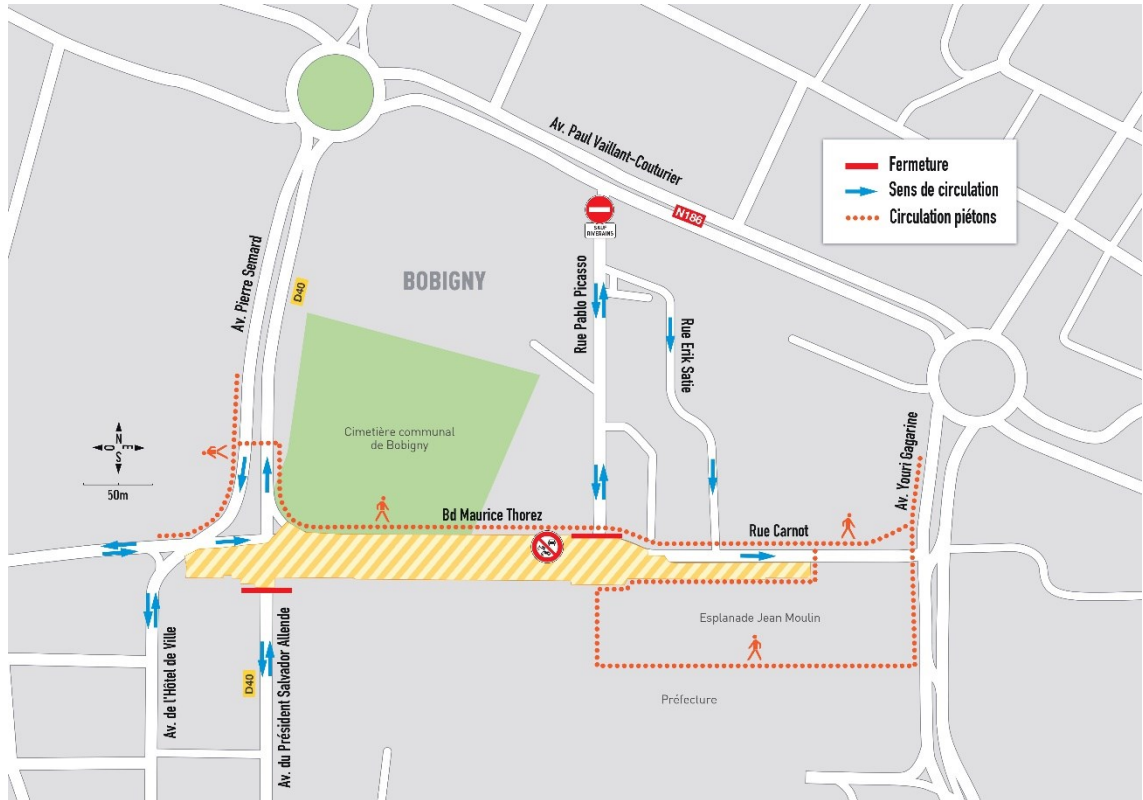 Av. Paul Vaillant-Couturier
N186
Fermeture
Sens de circulation
Circulation piétons
SAUF
RIVERAINS
Av. Pierre Semard
D40
BOBIGNY
Rue Pablo Picasso
Rue Erik Satie
Cimetière communal
de Bobigny
N
O E
S
50m
Av. Youri Gagarine
Bd Maurice Thorez
Rue Carnot
Esplanade Jean Moulin
Préfecture
Av. de l'Hôtel de Ville
D40
Av. du Président Salvador Allende